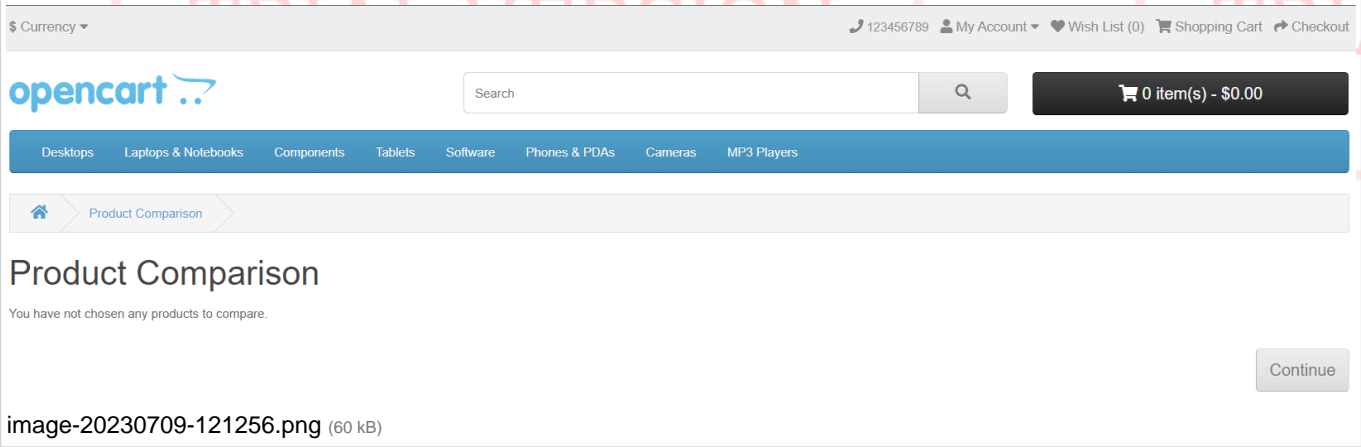 $ Currency
123456789 My Account Wish List (0) Shopping Cart Checkout
opencart
Search
0 item(s) - $0.00
Desktops Laptops & Notebooks Components Tablets Software Phones & PDAs Cameras MP3 Players
Product Comparison
Product Comparison
You have not chosen any products to compare.
Continue
image-20230709-121256.png (60 kB)